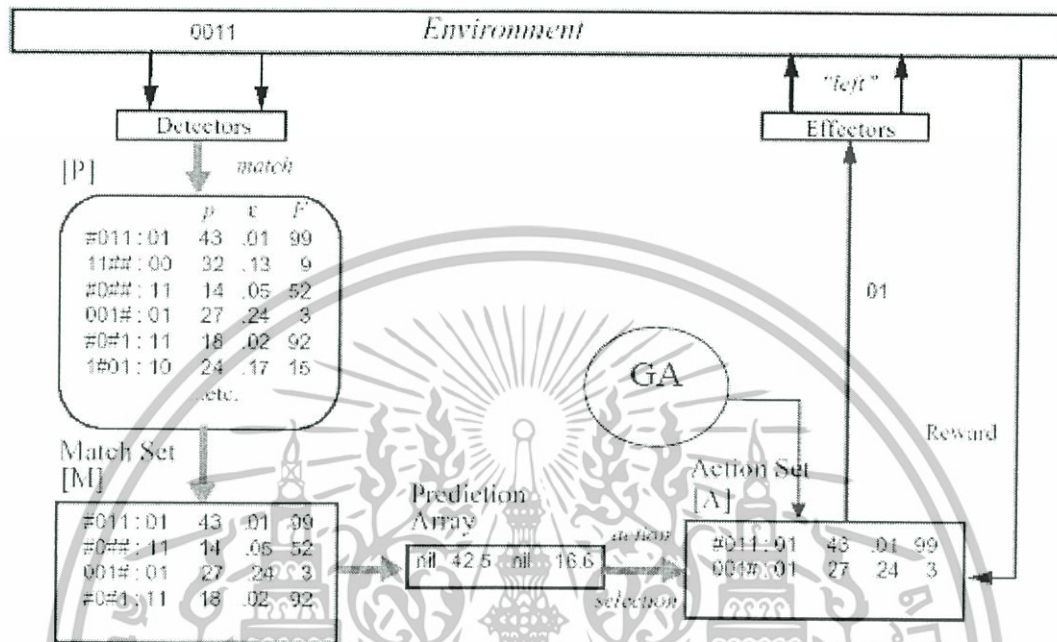 0011 Environment
"left"
Detectors
Effectors
match
[P]
p ε F
#011:01 43 .01 99
11##:00 32 .13 9
#0##:11 14 .05 52
001#:01 27 .24 3
#0#1:11 18 .02 92
1#01:10 24 .17 15
..etc.
01
GA
Reward
Match Set
[M]
#011:01 43 .01 99
#0##:11 14 .05 52
001#:01 27 .24 3
#0#1:11 18 .02 92
Prediction
Array
nil 42.5 nil 16.6
action
selection
Action Set
[A]
#011:01 43 .01 99
001#:01 27 24 3